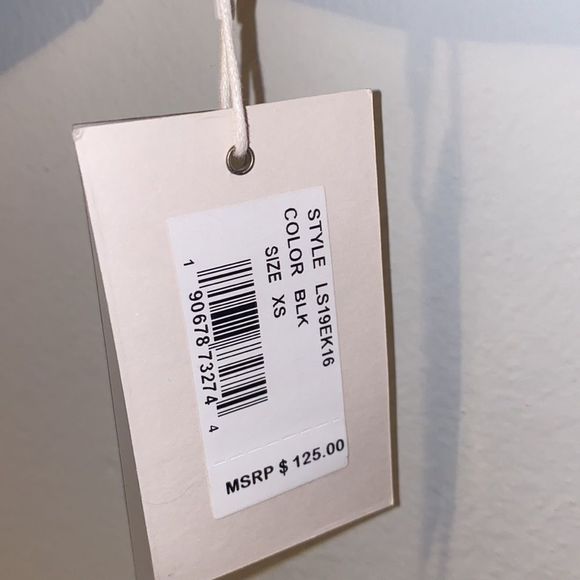 STYLE LS19EK16
COLOR BLK
SIZE XS
1 90678 73274 4
MSRP $ 125.00